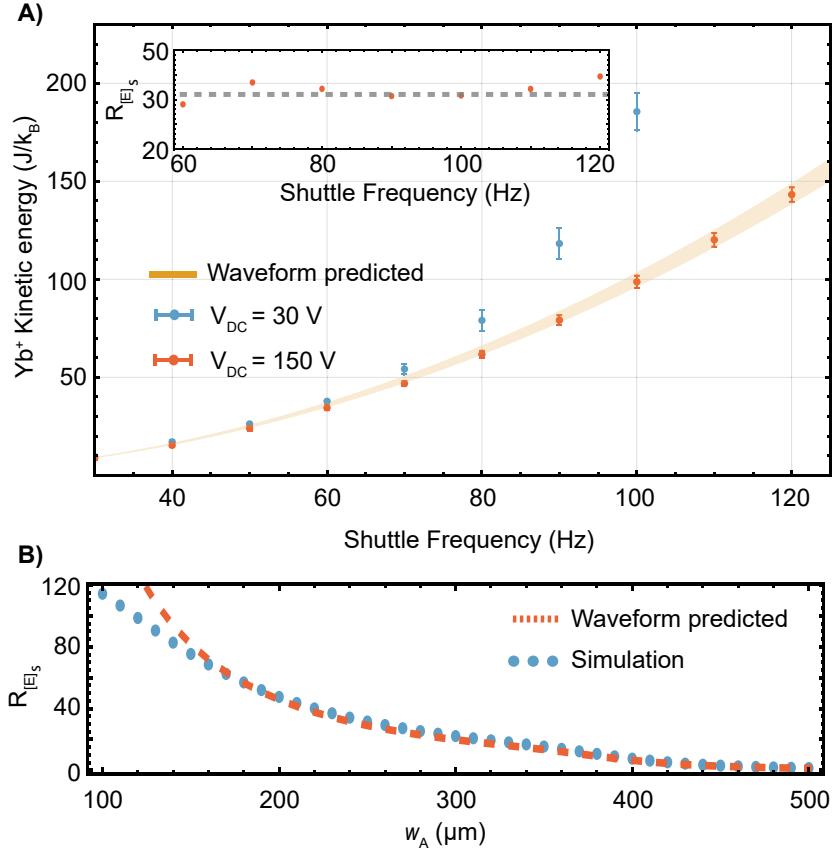 A)
50
30
20
R[E]s
60
80
100
120
Shuttle Frequency (Hz)
200
150
100
50
Yb+ Kinetic energy (J/kB)
Waveform predicted
VDC = 30 V
VDC = 150 V
40
60
80
100
120
Shuttle Frequency (Hz)
B)
120
80
40
0
R[E]s
Waveform predicted
Simulation
100
200
300
400
500
wA (μm)